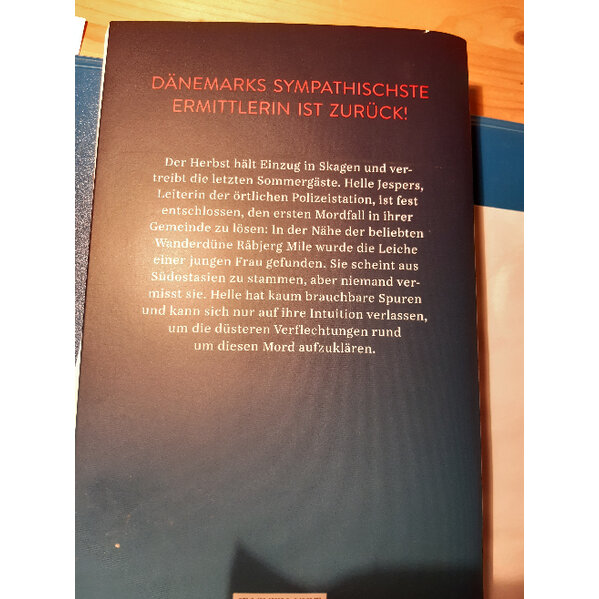 DÄNEMARKS SYMPATHISCHSTE
ERMITTLERIN IST ZURÜCK!
Der Herbst hält Einzug in Skagen und ver-
treibt die letzten Sommergäste. Helle Jespers,
Leiterin der örtlichen Polizeistation, ist fest
entschlossen, den ersten Mordfall in ihrer
Gemeinde zu lösen: In der Nähe der beliebten
Wanderdüne Råbjerg Mile wurde die Leiche
einer jungen Frau gefunden. Sie scheint aus
Südostasien zu stammen, aber niemand ver-
misst sie. Helle hat kaum brauchbare Spuren
und kann sich nur auf ihre Intuition verlassen,
um die düsteren Verflechtungen rund
um diesen Mord aufzuklären.